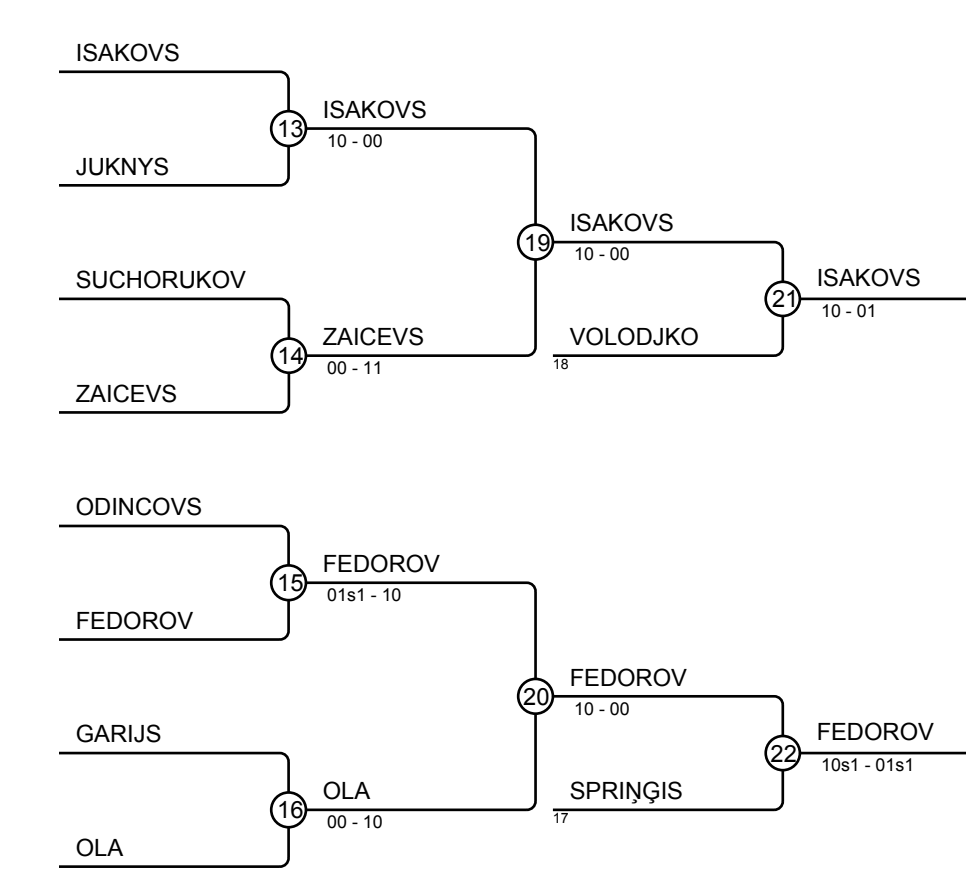 ISAKOVS
ISAKOVS
13
10 - 00
JUKNYS
ISAKOVS
19
10 - 00
SUCHORUKOV
ISAKOVS
21
10 - 01
ZAICEVS
14
00 - 11
VOLODJKO
18
ZAICEVS
ODINCOVS
FEDOROV
15
01s1 - 10
FEDOROV
FEDOROV
20
10 - 00
GARIJS
FEDOROV
22
10s1 - 01s1
OLA
16
00 - 10
SPRIŅĢIS
17
OLA